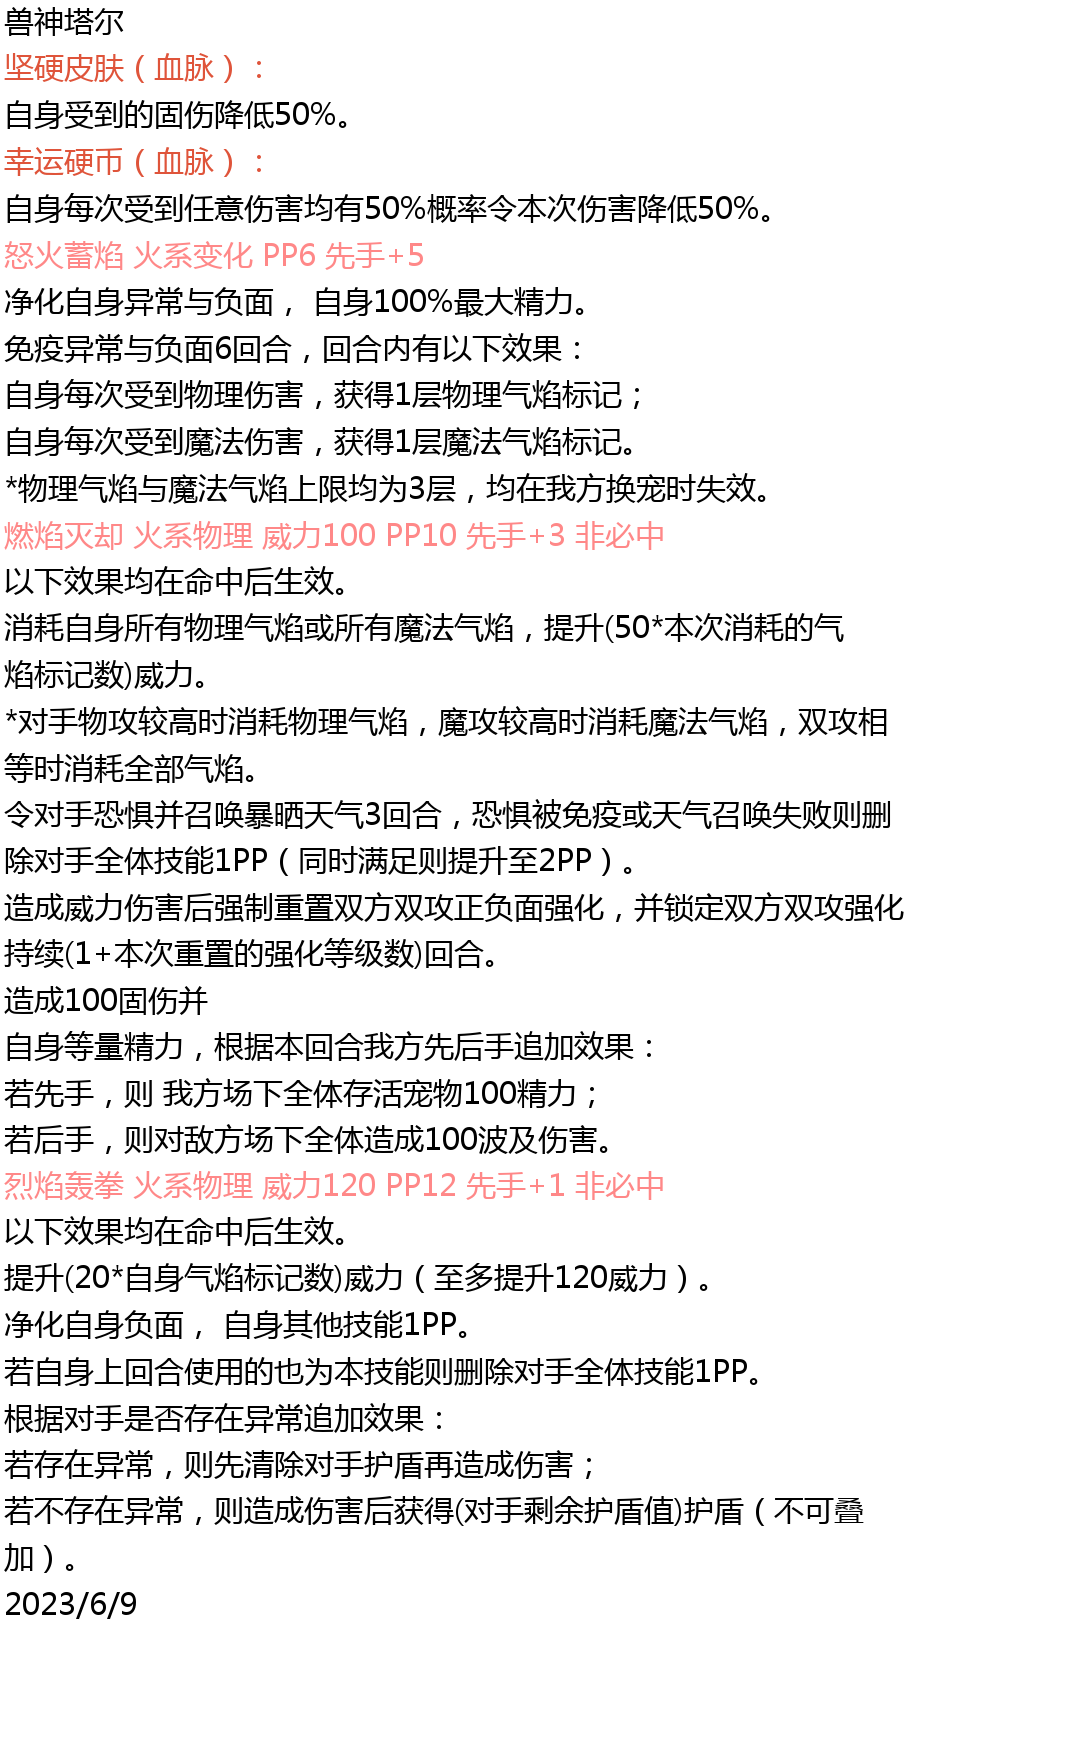 兽神塔尔
坚硬皮肤（血脉）：
自身受到的固伤降低50%。
幸运硬币（血脉）：
自身每次受到任意伤害均有50%概率令本次伤害降低50%。
怒火蓄焰 火系变化 PP6 先手+5
净化自身异常与负面， 自身100%最大精力。
免疫异常与负面6回合，回合内有以下效果：
自身每次受到物理伤害，获得1层物理气焰标记；
自身每次受到魔法伤害，获得1层魔法气焰标记。
*物理气焰与魔法气焰上限均为3层，均在我方换宠时失效。
燃焰灭却 火系物理 威力100 PP10 先手+3 非必中
以下效果均在命中后生效。
消耗自身所有物理气焰或所有魔法气焰，提升(50*本次消耗的气
焰标记数)威力。
*对手物攻较高时消耗物理气焰，魔攻较高时消耗魔法气焰，双攻相
等时消耗全部气焰。
令对手恐惧并召唤暴晒天气3回合，恐惧被免疫或天气召唤失败则删
除对手全体技能1PP（同时满足则提升至2PP）。
造成威力伤害后强制重置双方双攻正负面强化，并锁定双方双攻强化
持续(1+本次重置的强化等级数)回合。
造成100固伤并
自身等量精力，根据本回合我方先后手追加效果：
若先手，则 我方场下全体存活宠物100精力；
若后手，则对敌方场下全体造成100波及伤害。
烈焰轰拳 火系物理 威力120 PP12 先手+1 非必中
以下效果均在命中后生效。
提升(20*自身气焰标记数)威力（至多提升120威力）。
净化自身负面， 自身其他技能1PP。
若自身上回合使用的也为本技能则删除对手全体技能1PP。
根据对手是否存在异常追加效果：
若存在异常，则先清除对手护盾再造成伤害；
若不存在异常，则造成伤害后获得(对手剩余护盾值)护盾（不可叠
加）。
2023/6/9